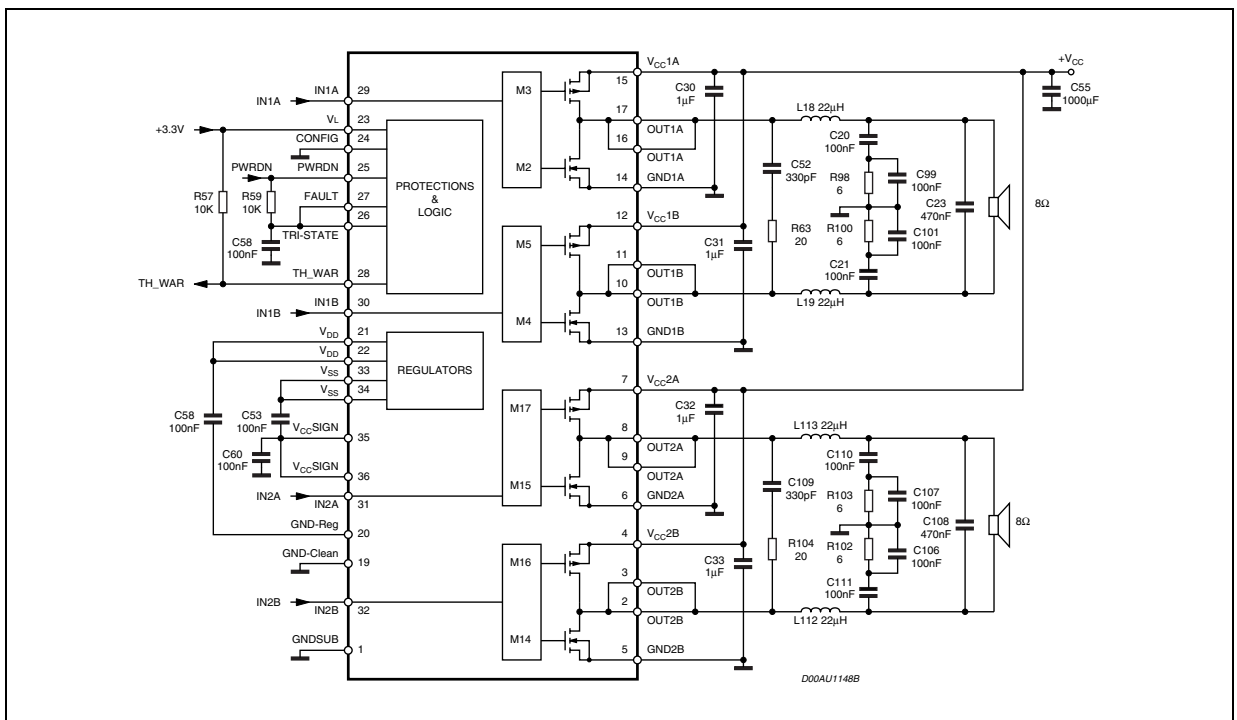 VCC1A
15
+VCC
C55
1000µF
C30
1µF
M3
IN1A
IN1A
29
+3.3V
VL
23
CONFIG
24
17
OUT1A
16
OUT1A
L18 22µH
C20
100nF
PWRDN
PWRDN
25
R57
10K
R59
10K
FAULT
27
26
TRI-STATE
C58
100nF
PROTECTIONS
&
LOGIC
M2
14
GND1A
C52
330pF
R98
6
C99
100nF
C23
470nF
8Ω
12
VCC1B
M5
C31
1µF
R63
20
R100
6
C101
100nF
C21
100nF
11
OUT1B
10
OUT1B
L19 22µH
TH_WAR
TH_WAR
28
IN1B
IN1B
30
M4
13
GND1B
VDD
21
VDD
22
VSS
33
VSS
34
REGULATORS
7
VCC2A
M17
C32
1µF
C58
100nF
C53
100nF
VCCSIGN
35
C60
100nF
VCCSIGN
36
8
OUT2A
9
OUT2A
L113 22µH
C110
100nF
IN2A
IN2A
31
M15
6
GND2A
C109
330pF
R103
6
C107
100nF
C108
470nF
8Ω
GND-Reg
20
4
VCC2B
GND-Clean
19
M16
C33
1µF
R104
20
R102
6
C106
100nF
C111
100nF
3
OUT2B
2
OUT2B
L112 22µH
IN2B
IN2B
32
GNDSUB
1
M14
5
GND2B
D00AU1148B